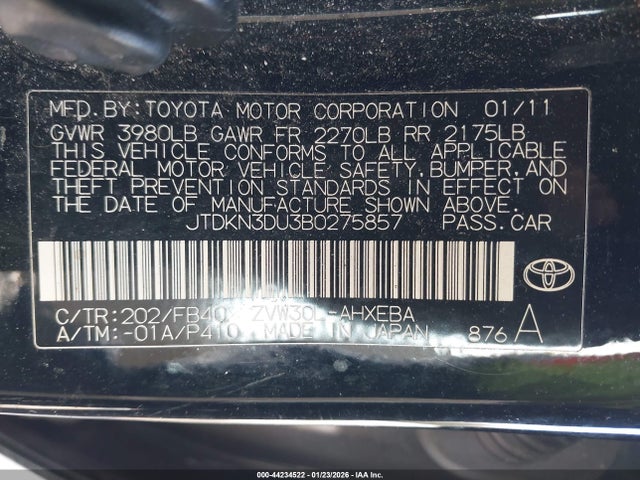 MFD.BY:TOYOTA MOTOR CORPORATION 01/11
GVWR 3980LB GAWR FR 2270LB RR 2175LB
THIS VEHICLE CONFORMS TO ALL APPLICABLE
FEDERAL MOTOR VEHICLE SAFETY,BUMPER,AND
THEFT PREVENTION STANDARDS IN EFFECT ON
THE DATE OF MANUFACTURE SHOWN ABOVE.
JTDKN3DU3B0275857 PASS.CAR
C/TR:202/FB40 ZVW30L-AHXEBA
A/TM:-01A/P410 MADE IN JAPAN 876 A
TOYOTA
000-44234522 - 01/23/2026 - IAA Inc.